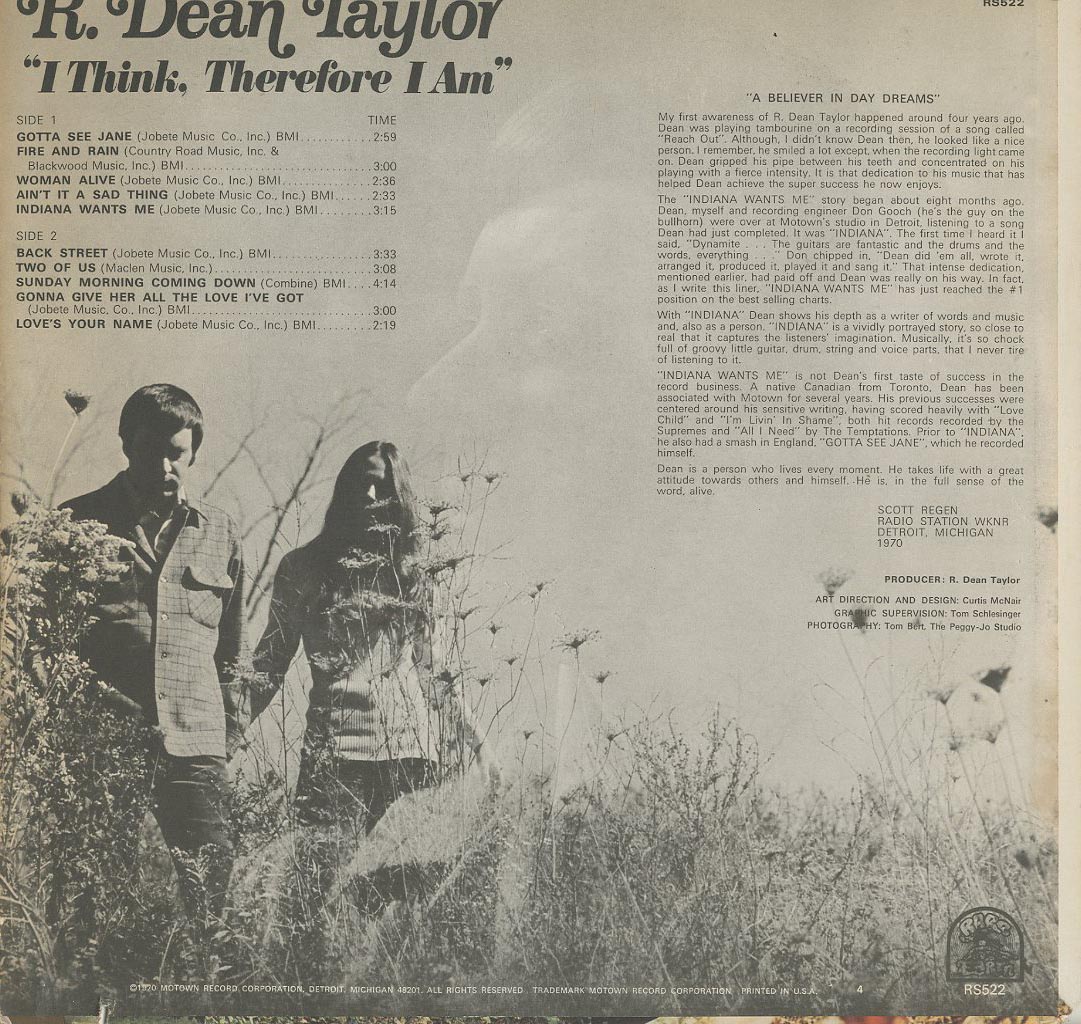 RS522
R. Dean Taylor
"I Think, Therefore I Am"
SIDE 1 TIME
GOTTA SEE JANE (Jobete Music Co., Inc.) BMI...........2:59
FIRE AND RAIN (Country Road Music, Inc. &
Blackwood Music, Inc.) BMI..............................3:00
WOMAN ALIVE (Jobete Music Co., Inc.) BMI..............2:36
AIN'T IT A SAD THING (Jobete Music Co., Inc.) BMI......2:33
INDIANA WANTS ME (Jobete Music Co., Inc.) BMI........3:15
SIDE 2
BACK STREET (Jobete Music Co., Inc.) BMI...............3:33
TWO OF US (Maclen Music, Inc.)..........................3:08
SUNDAY MORNING COMING DOWN (Combine) BMI....4:14
GONNA GIVE HER ALL THE LOVE I'VE GOT
(Jobete Music, Co., Inc.) BMI............................3:00
LOVE'S YOUR NAME (Jobete Music Co., Inc.) BMI.........2:19
"A BELIEVER IN DAY DREAMS"
My first awareness of R. Dean Taylor happened around four years ago.
Dean was playing tambourine on a recording session of a song called
"Reach Out". Although, I didn't know Dean then, he looked like a nice
person. I remember, he smiled a lot except, when the recording light came
on. Dean gripped his pipe between his teeth and concentrated on his
playing with a fierce intensity. It is that dedication to his music that has
helped Dean achieve the super success he now enjoys.
The "INDIANA WANTS ME" story began about eight months ago.
Dean, myself and recording engineer Don Gooch (he's the guy on the
bullhorn) were over at Motown's studio in Detroit, listening to a song
Dean had just completed. It was "INDIANA". The first time I heard it I
said, "Dynamite . . . The guitars are fantastic and the drums and the
words, everything . . ." Don chipped in, "Dean did 'em all, wrote it,
arranged it, produced it, played it and sang it." That intense dedication,
mentioned earlier, had paid off and Dean was really on his way. In fact,
as I write this liner, "INDIANA WANTS ME" has just reached the #1
position on the best selling charts.
With "INDIANA" Dean shows his depth as a writer of words and music
and, also as a person. "INDIANA" is a vividly portrayed story, so close to
real that it captures the listeners' imagination. Musically, it's so chock
full of groovy little guitar, drum, string and voice parts, that I never tire
of listening to it.
"INDIANA WANTS ME" is not Dean's first taste of success in the
record business. A native Canadian from Toronto, Dean has been
associated with Motown for several years. His previous successes were
centered around his sensitive writing, having scored heavily with "Love
Child" and "I'm Livin' In Shame", both hit records recorded by the
Supremes and "All I Need" by The Temptations. Prior to "INDIANA",
he also had a smash in England, "GOTTA SEE JANE", which he recorded
himself.
Dean is a person who lives every moment. He takes life with a great
attitude towards others and himself. He is, in the full sense of the
word, alive.
SCOTT REGEN
RADIO STATION WKNR
DETROIT, MICHIGAN
1970
PRODUCER: R. Dean Taylor
ART DIRECTION AND DESIGN: Curtis McNair
GRAPHIC SUPERVISION: Tom Schlesinger
PHOTOGRAPHY: Tom Bert, The Peggy-Jo Studio
RARE EARTH
©1970 MOTOWN RECORD CORPORATION, DETROIT, MICHIGAN 48201. ALL RIGHTS RESERVED TRADEMARK MOTOWN RECORD CORPORATION PRINTED IN U.S.A. 4 RS522